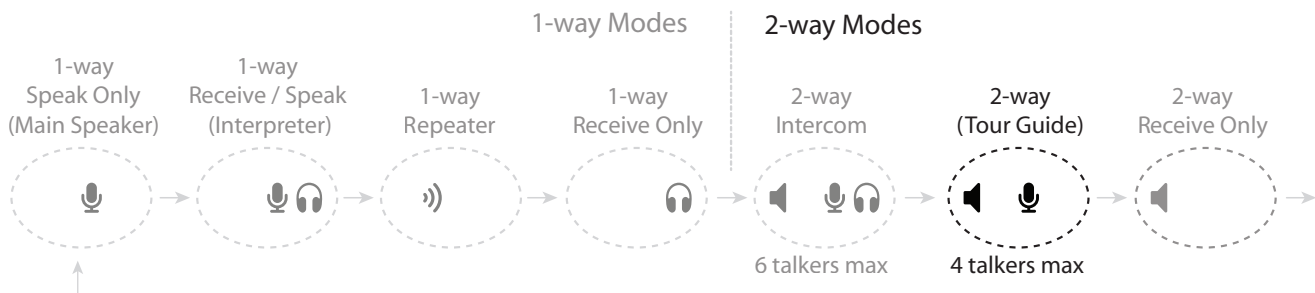 1-way Modes
2-way Modes
1-way
Speak Only
(Main Speaker)
1-way
Receive / Speak
(Interpreter)
1-way
Repeater
1-way
Receive Only
2-way
Intercom
2-way
(Tour Guide)
2-way
Receive Only
6 talkers max
4 talkers max